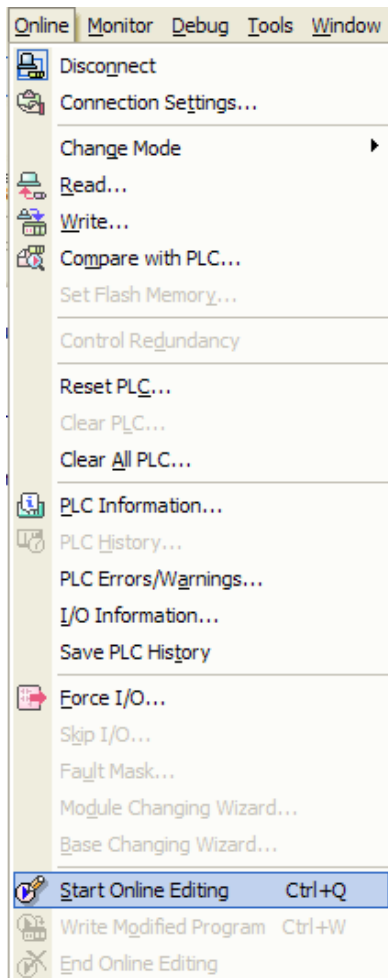 Online Monitor Debug Tools Window
Disconnect
Connection Settings...
Change Mode
Read...
Write...
Compare with PLC...
Set Flash Memory...
Control Redundancy
Reset PLC...
Clear PLC...
Clear All PLC...
PLC Information...
PLC History...
PLC Errors/Warnings...
I/O Information...
Save PLC History
Force I/O...
Skip I/O...
Fault Mask...
Module Changing Wizard...
Base Changing Wizard...
Start Online Editing Ctrl+Q
Write Modified Program Ctrl+W
End Online Editing